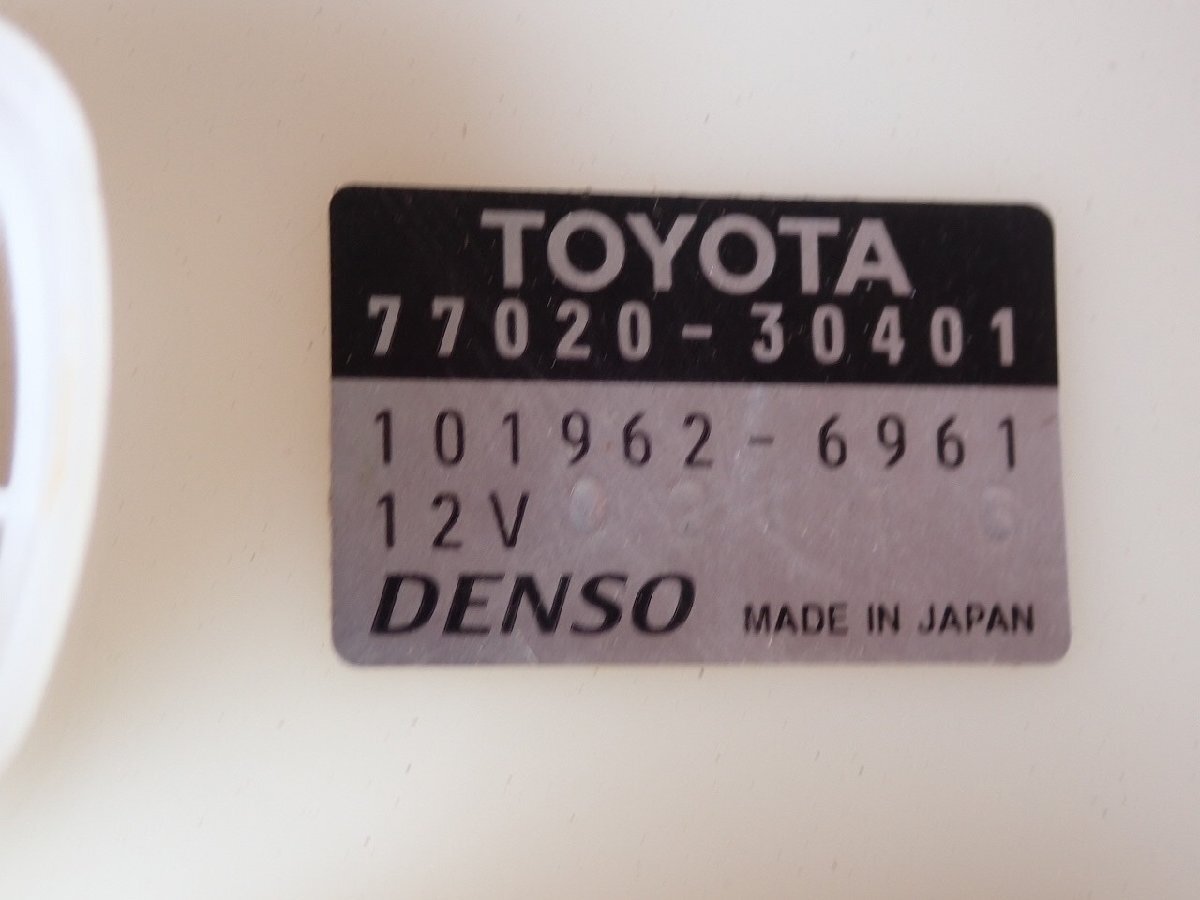 TOYOTA
77020-30401
101962-6961
12V
DENSO MADE IN JAPAN